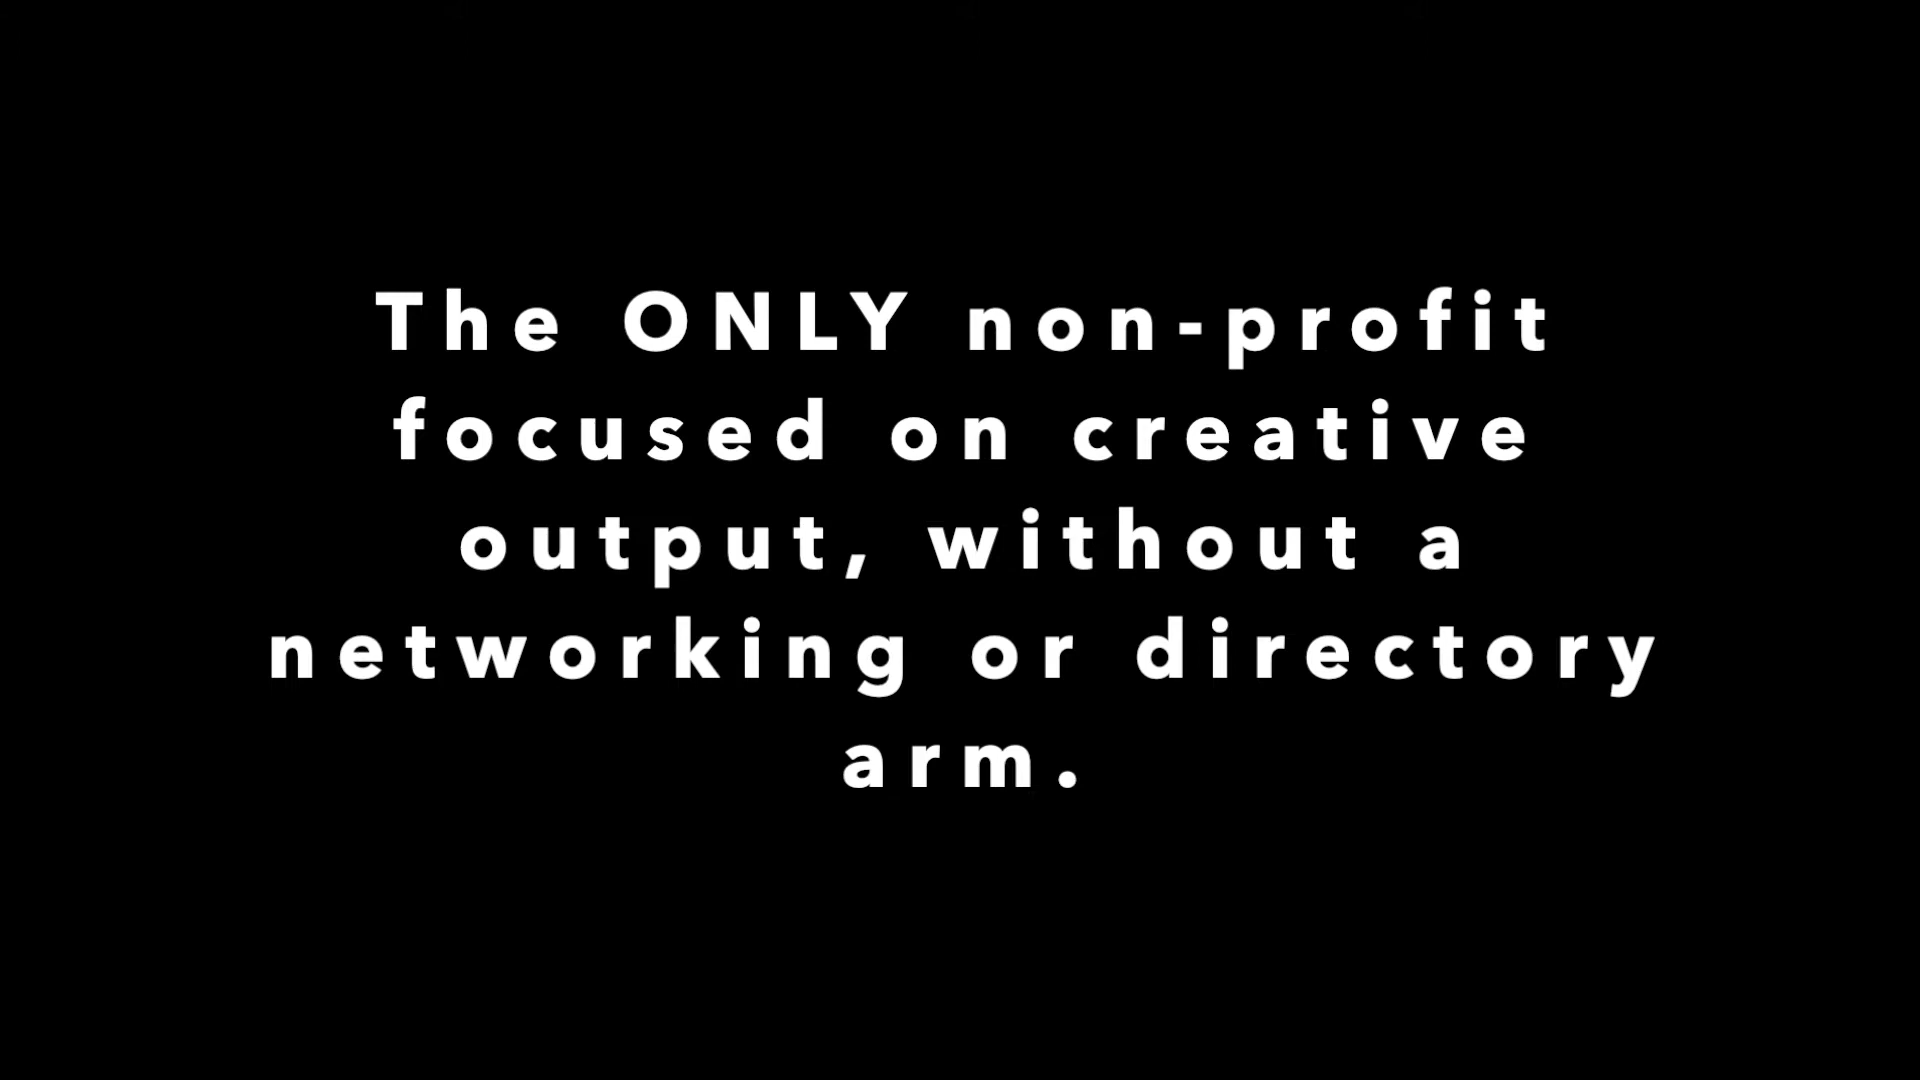 The ONLY non-profit
focused on creative
output, without a
networking or directory
arm.